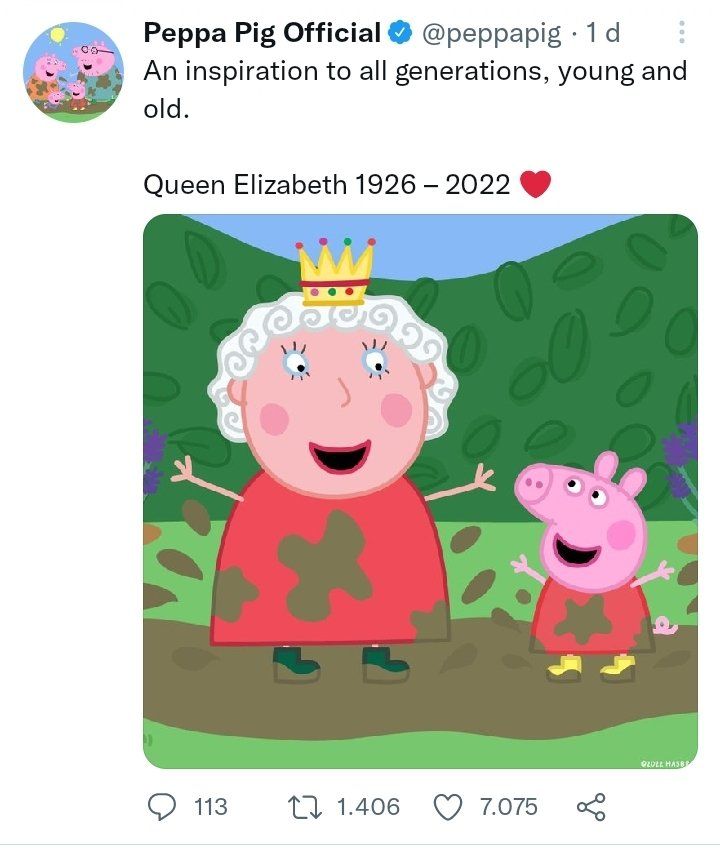 Peppa Pig Official @peppapig · 1 d
An inspiration to all generations, young and
old.
Queen Elizabeth 1926 – 2022 ❤️
113 1.406 7.075